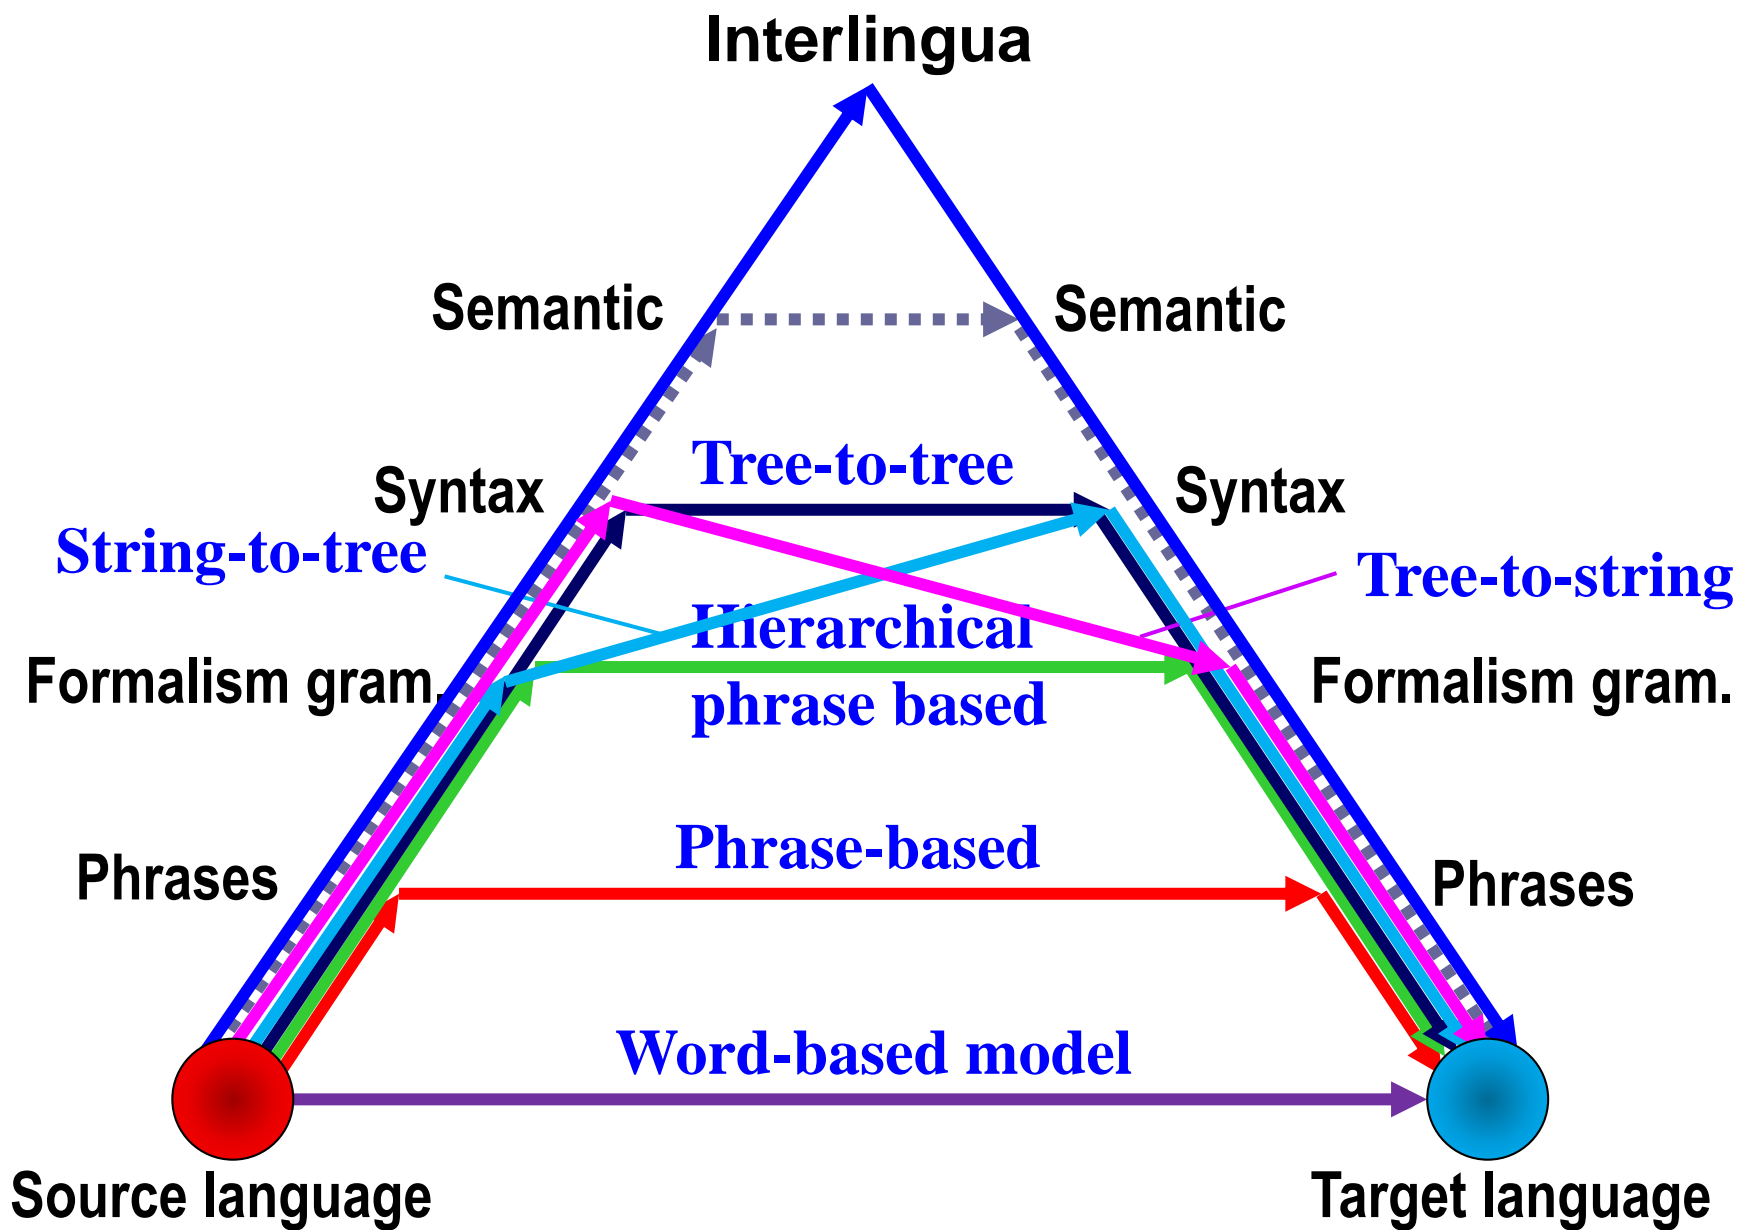 Interlingua
Semantic
Semantic
Tree-to-tree
Syntax
Syntax
String-to-tree
Tree-to-string
Hierarchical
phrase based
Formalism gram.
Formalism gram.
Phrase-based
Phrases
Phrases
Word-based model
Source language
Target language